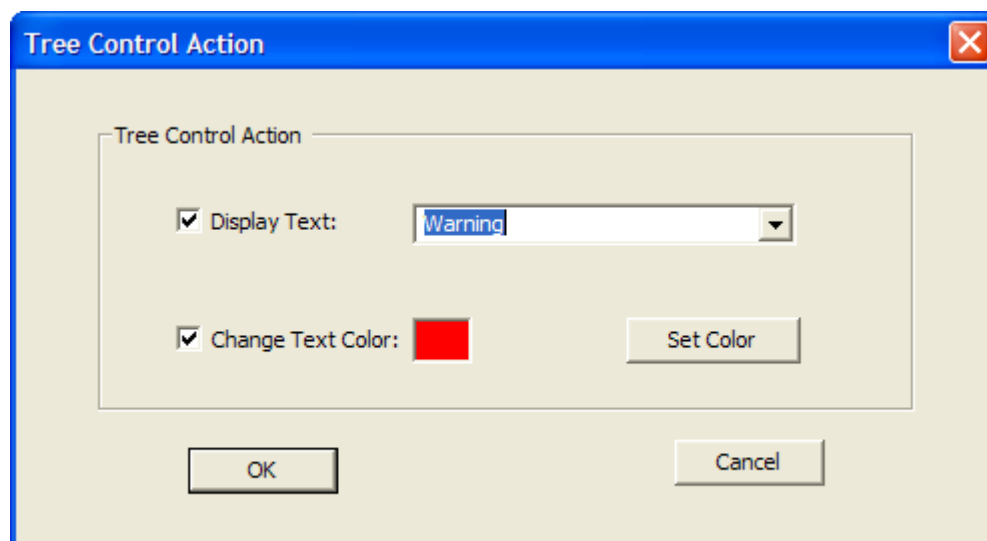 Tree Control Action
Tree Control Action
Display Text: Warning
Change Text Color: Set Color
OK Cancel